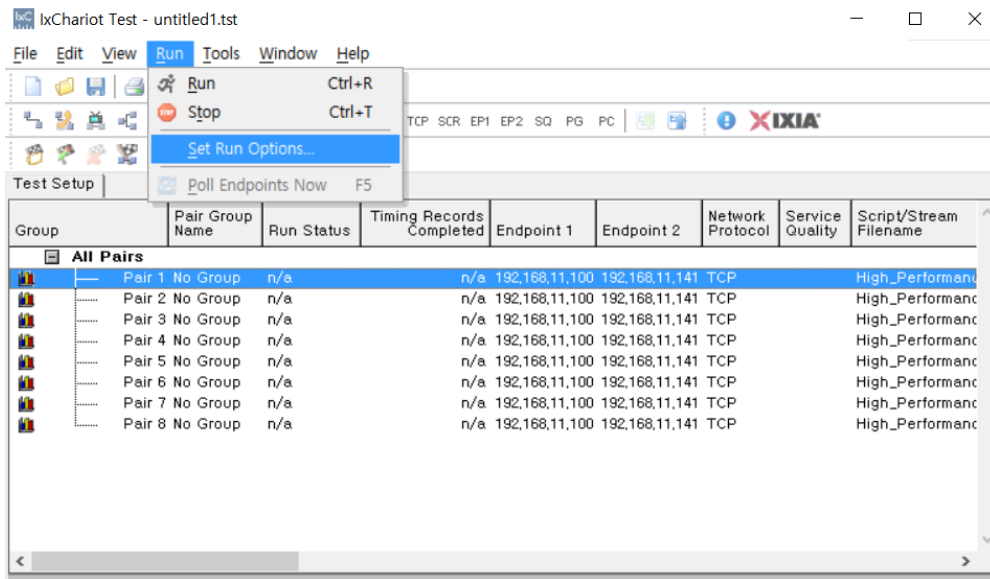 IxC IxChariot Test - untitled1.tst
File Edit View Run Tools Window Help
Run Ctrl+R
STOP Stop Ctrl+T
TCP SCR EP1 EP2 SQ PG PC XIXIA
Set Run Options...
Poll Endpoints Now F5
Test Setup
Group Pair Group Name Run Status Timing Records Completed Endpoint 1 Endpoint 2 Network Protocol Service Quality Script/Stream Filename
All Pairs
Pair 1 No Group n/a n/a 192,168,11,100 192,168,11,141 TCP High_Performanc
Pair 2 No Group n/a n/a 192,168,11,100 192,168,11,141 TCP High_Performanc
Pair 3 No Group n/a n/a 192,168,11,100 192,168,11,141 TCP High_Performanc
Pair 4 No Group n/a n/a 192,168,11,100 192,168,11,141 TCP High_Performanc
Pair 5 No Group n/a n/a 192,168,11,100 192,168,11,141 TCP High_Performanc
Pair 6 No Group n/a n/a 192,168,11,100 192,168,11,141 TCP High_Performanc
Pair 7 No Group n/a n/a 192,168,11,100 192,168,11,141 TCP High_Performanc
Pair 8 No Group n/a n/a 192,168,11,100 192,168,11,141 TCP High_Performanc